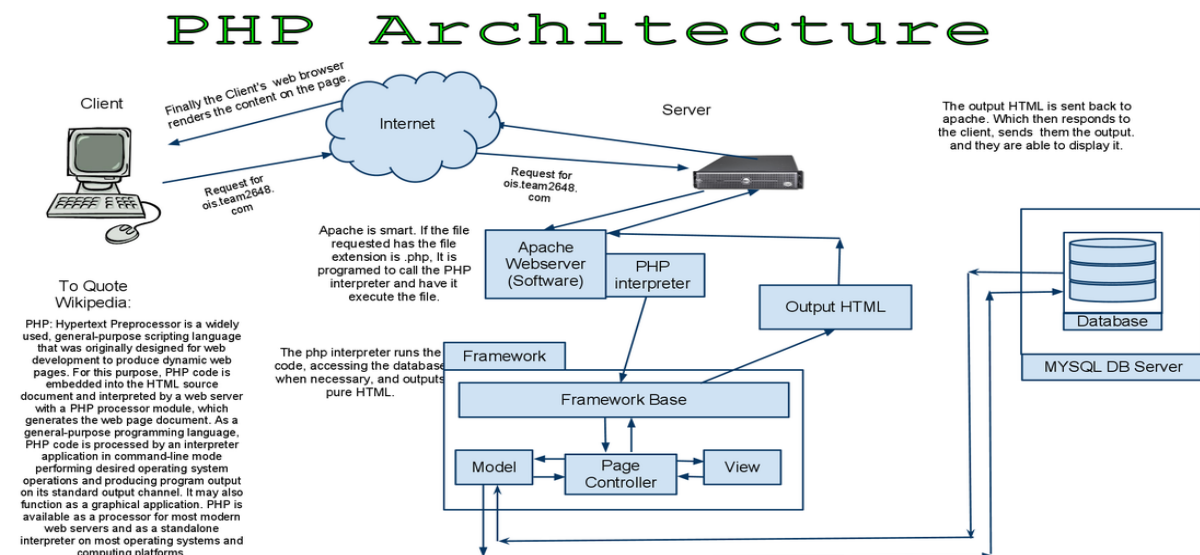 PHP Architecture
Client
Finally the Client's web browser
renders the content on the page.
Internet
Server
The output HTML is sent back to
apache. Which then responds to
the client, sends them the output.
and they are able to display it.
Request for
ois.team2648.
com
Request for
ois.team2648.
com
Apache is smart. If the file
requested has the file
extension is .php, It is
programed to call the PHP
interpreter and have it
execute the file.
Apache
Webserver
(Software)
PHP
interpreter
Output HTML
Database
MYSQL DB Server
To Quote
Wikipedia:
PHP: Hypertext Preprocessor is a widely
used, general-purpose scripting language
that was originally designed for web
development to produce dynamic web
pages. For this purpose, PHP code is
embedded into the HTML source
document and interpreted by a web server
with a PHP processor module, which
generates the web page document. As a
general-purpose programming language,
PHP code is processed by an interpreter
application in command-line mode
performing desired operating system
operations and producing program output
on its standard output channel. It may also
function as a graphical application. PHP is
available as a processor for most modern
web servers and as a standalone
interpreter on most operating systems and
computing platforms
The php interpreter runs the
code, accessing the database
when necessary, and outputs
pure HTML.
Framework
Framework Base
Model
Page
Controller
View